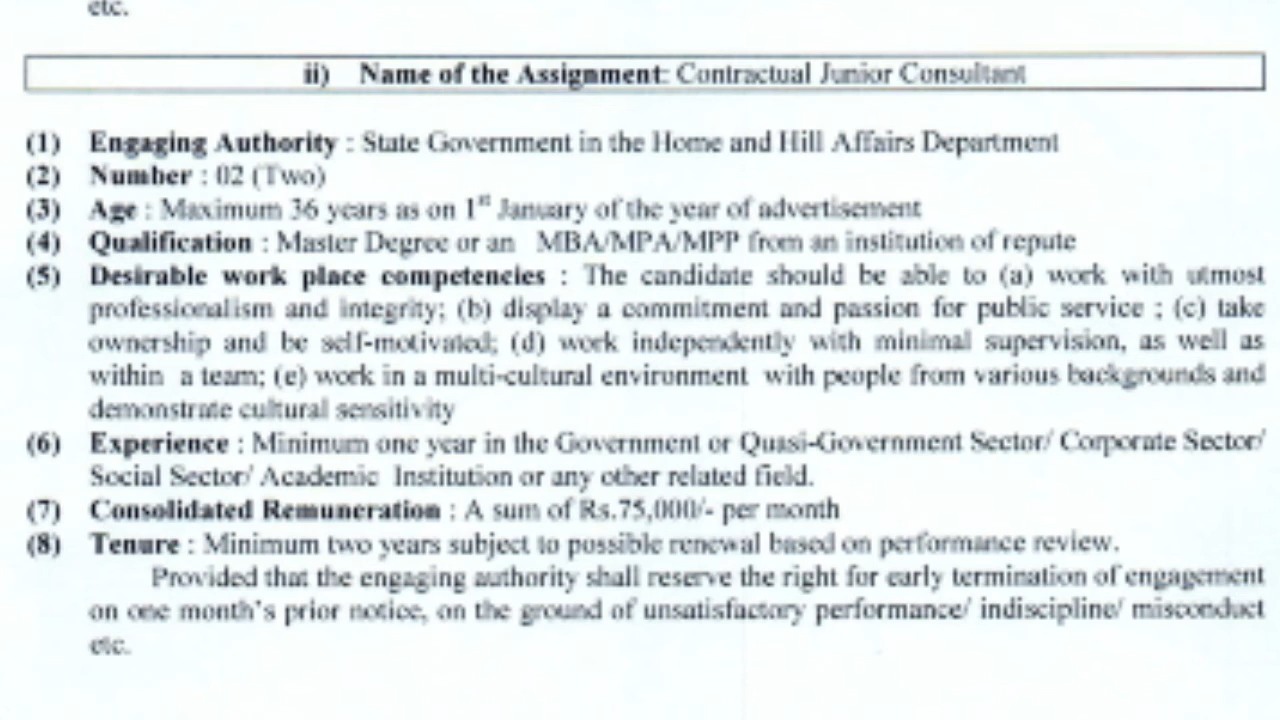 etc.
ii) Name of the Assignment: Contractual Junior Consultant
(1) Engaging Authority : State Government in the Home and Hill Affairs Department
(2) Number : 02 (Two)
(3) Age : Maximum 36 years as on 1st January of the year of advertisement
(4) Qualification : Master Degree or an MBA/MPA/MPP from an institution of repute
(5) Desirable work place competencies : The candidate should be able to (a) work with utmost
professionalism and integrity; (b) display a commitment and passion for public service ; (c) take
ownership and be self-motivated; (d) work independently with minimal supervision, as well as
within a team; (e) work in a multi-cultural environment with people from various backgrounds and
demonstrate cultural sensitivity
(6) Experience : Minimum one year in the Government or Quasi-Government Sector/ Corporate Sector/
Social Sector/ Academic Institution or any other related field.
(7) Consolidated Remuneration : A sum of Rs.75,000/- per month
(8) Tenure : Minimum two years subject to possible renewal based on performance review.
Provided that the engaging authority shall reserve the right for early termination of engagement
on one month's prior notice, on the ground of unsatisfactory performance/ indiscipline/ misconduct
etc.